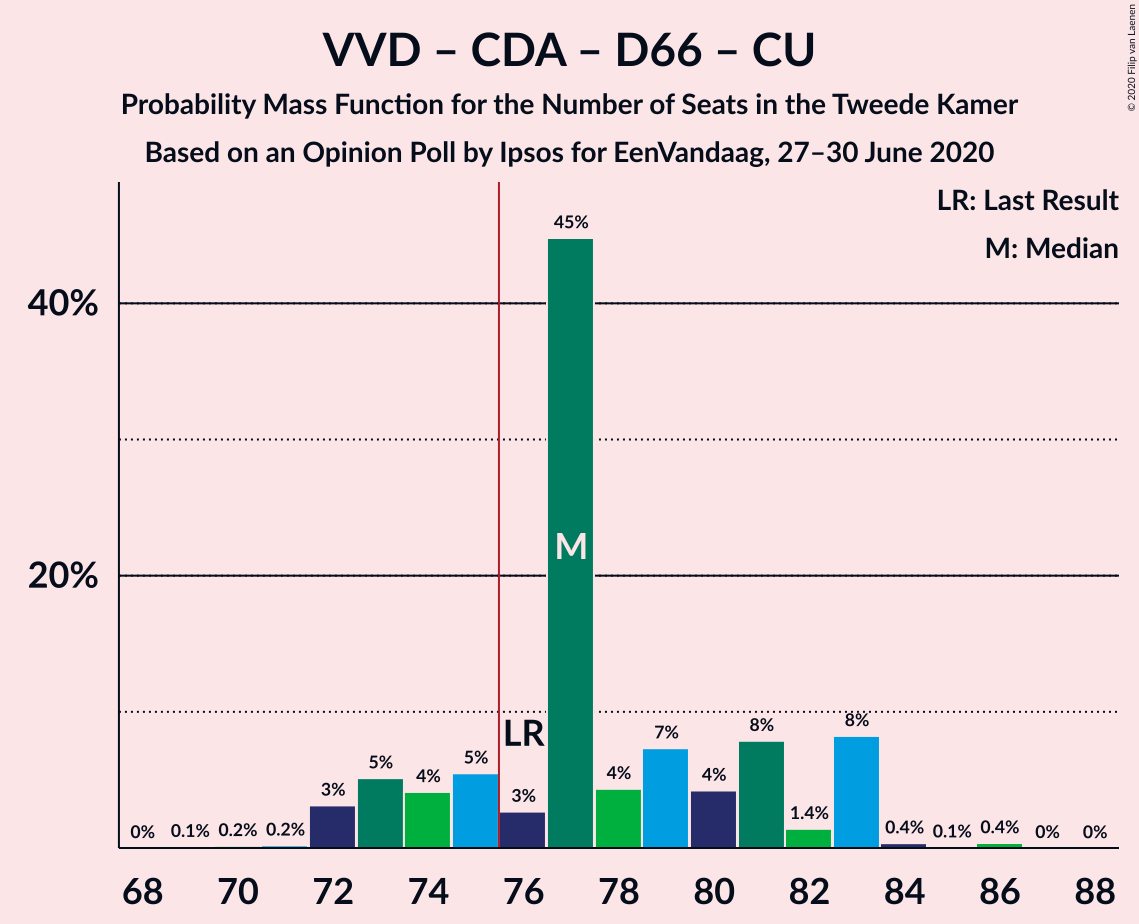 VVD – CDA – D66 – CU
Probability Mass Function for the Number of Seats in the Tweede Kamer
Based on an Opinion Poll by Ipsos for EenVandaag, 27–30 June 2020
© 2020 Filip van Laenen
LR: Last Result
M: Median
45%
40%
M
20%
LR
8%
8%
7%
5%
5%
4%
4%
4%
3%
3%
1.4%
0%
0.1%
0.2%
0.2%
0.4%
0.1%
0.4%
0%
0%
68 70 72 74 76 78 80 82 84 86 88